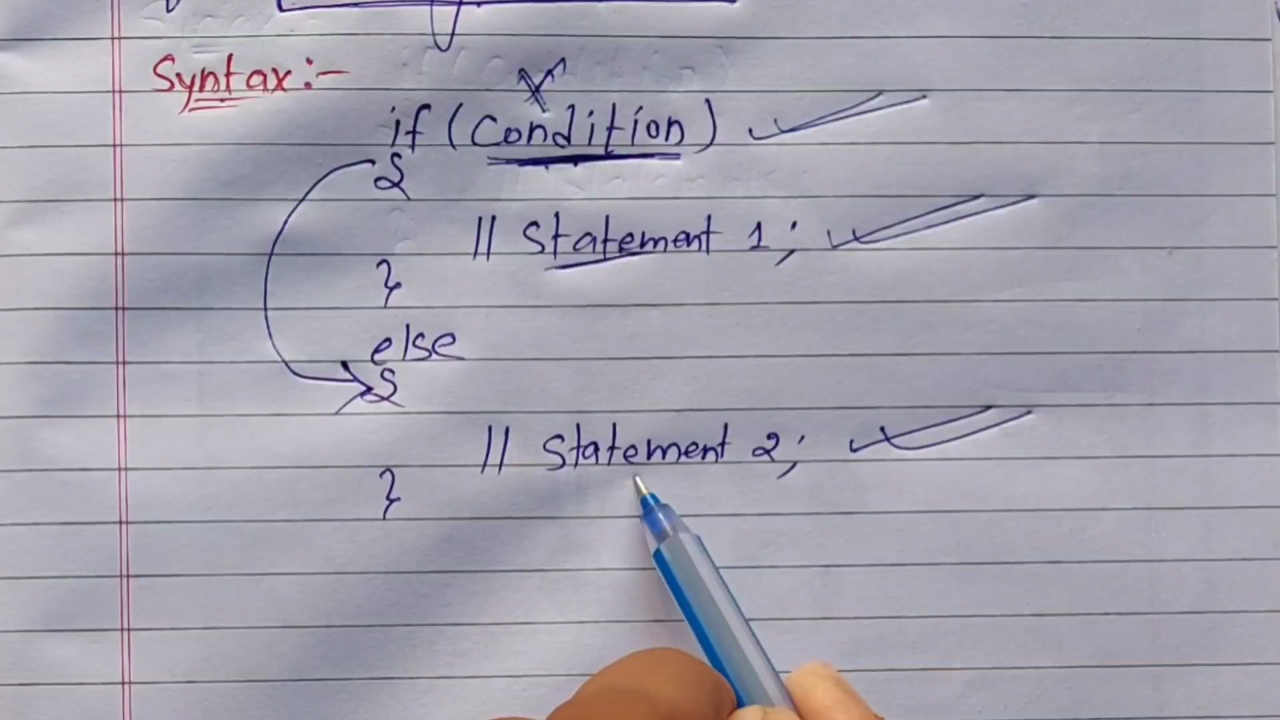 Syntax:-
if (Condition)
{
// Statement 1;
}
else
{
// Statement 2;
}